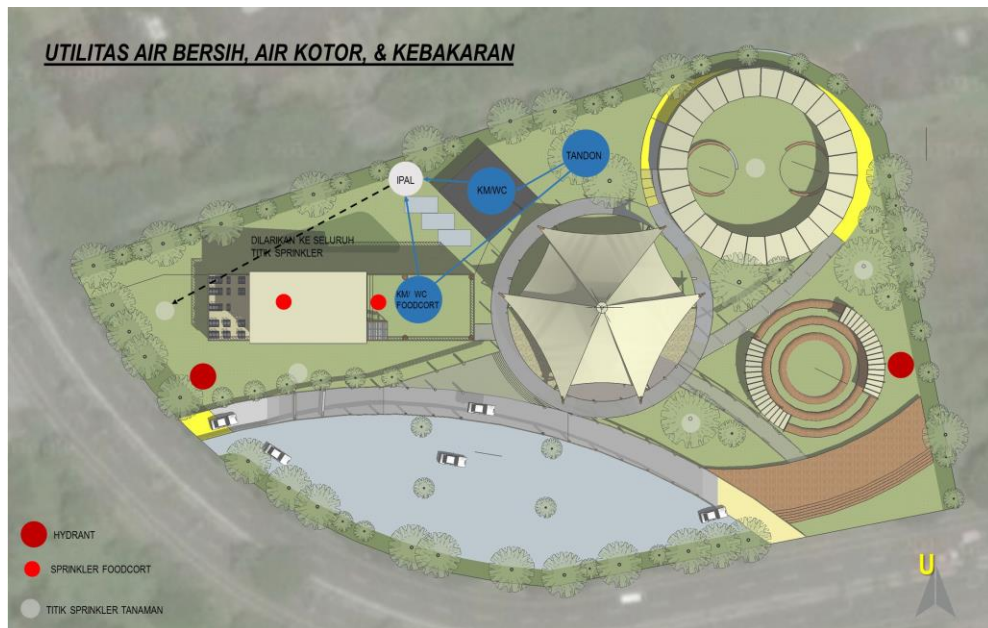 UTILITAS AIR BERSIH, AIR KOTOR, & KEBAKARAN
TANDON
IPAL
KM/WC
DILARIKAN KE SELURUH
TITIK SPRINKLER
KM/ WC
FOODCORT
HYDRANT
SPRINKLER FOODCORT
TITIK SPRINKLER TANAMAN
U